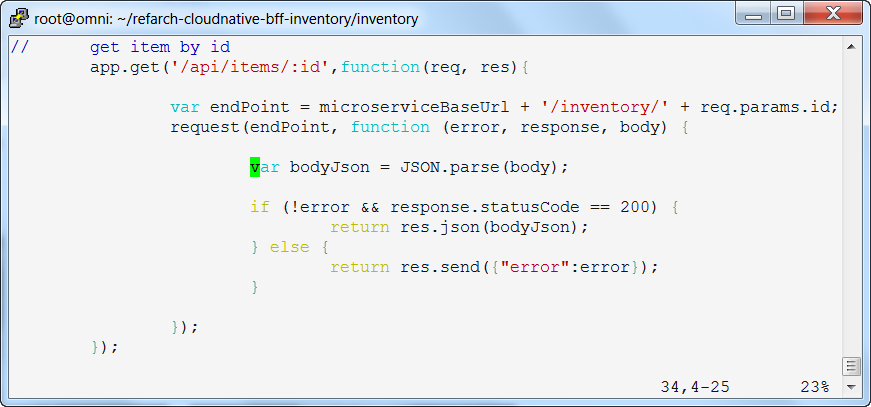 root@omni: ~/refarch-cloudnative-bff-inventory/inventory
//      get item by id
        app.get('/api/items/:id',function(req, res){
                var endPoint = microserviceBaseUrl + '/inventory/' + req.params.id;
                request(endPoint, function (error, response, body) {
                        var bodyJson = JSON.parse(body);
                        if (!error && response.statusCode == 200) {
                                return res.json(bodyJson);
                        } else {
                                return res.send({"error":error});
                        }
                });
        });
34,4-25       23%